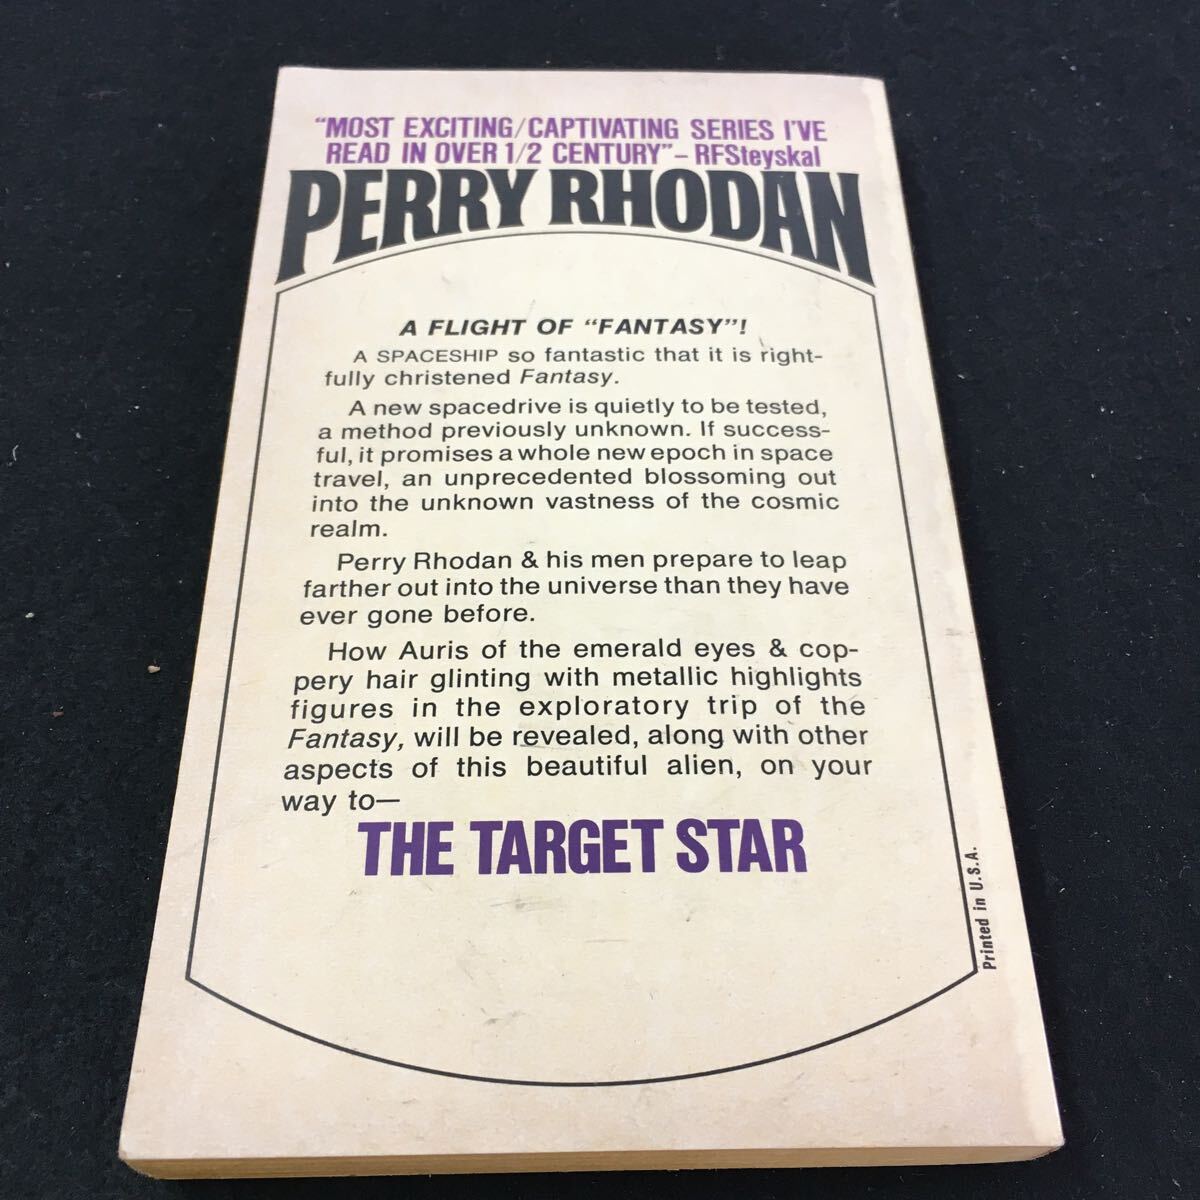 "MOST EXCITING/CAPTIVATING SERIES I'VE
READ IN OVER 1/2 CENTURY" – RFSteyskal
PERRY RHODAN
A FLIGHT OF "FANTASY"!
A SPACESHIP so fantastic that it is right-
fully christened Fantasy.
A new spacedrive is quietly to be tested,
a method previously unknown. If success-
ful, it promises a whole new epoch in space
travel, an unprecedented blossoming out
into the unknown vastness of the cosmic
realm.
Perry Rhodan & his men prepare to leap
farther out into the universe than they have
ever gone before.
How Auris of the emerald eyes & cop-
pery hair glinting with metallic highlights
figures in the exploratory trip of the
Fantasy, will be revealed, along with other
aspects of this beautiful alien, on your
way to—
THE TARGET STAR
Printed in U.S.A.